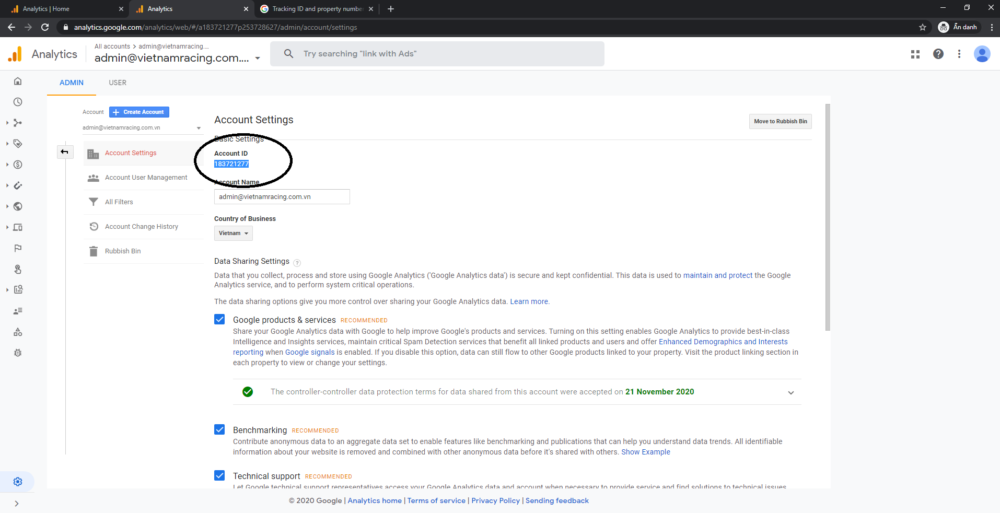 Analytics | Home
Analytics
Tracking ID and property numbe
analytics.google.com/analytics/web/#/a183721277p253728627/admin/account/settings
Ẩn danh
Analytics
All accounts > admin@vietnamracing....
admin@vietnamracing.com....
Try searching "link with Ads"
ADMIN
USER
Account
Create Account
admin@vietnamracing.com.vn
Account Settings
Account User Management
All Filters
Account Change History
Rubbish Bin
Account Settings
Move to Rubbish Bin
Basic Settings
Account ID
183721277
Account Name
admin@vietnamracing.com.vn
Country of Business
Vietnam
Data Sharing Settings ?
Data that you collect, process and store using Google Analytics ('Google Analytics data') is secure and kept confidential. This data is used to maintain and protect the Google
Analytics service, and to perform system critical operations.
The data sharing options give you more control over sharing your Google Analytics data. Learn more.
Google products & services RECOMMENDED
Share your Google Analytics data with Google to help improve Google's products and services. Turning on this setting enables Google Analytics to provide best-in-class
Intelligence and Insights services, maintain critical Spam Detection services that benefit all linked products and users and offer Enhanced Demographics and Interests
reporting when Google signals is enabled. If you disable this option, data can still flow to other Google products linked to your property. Visit the product linking section in
each property to view or change your settings.
The controller-controller data protection terms for data shared from this account were accepted on 21 November 2020
Benchmarking RECOMMENDED
Contribute anonymous data to an aggregate data set to enable features like benchmarking and publications that can help you understand data trends. All identifiable
information about your website is removed and combined with other anonymous data before it's shared with others. Show Example
Technical support RECOMMENDED
Let Google technical support representatives access your Google Analytics data and account when necessary to provide service and find solutions to technical issues.
© 2020 Google | Analytics home | Terms of service | Privacy Policy | Sending feedback